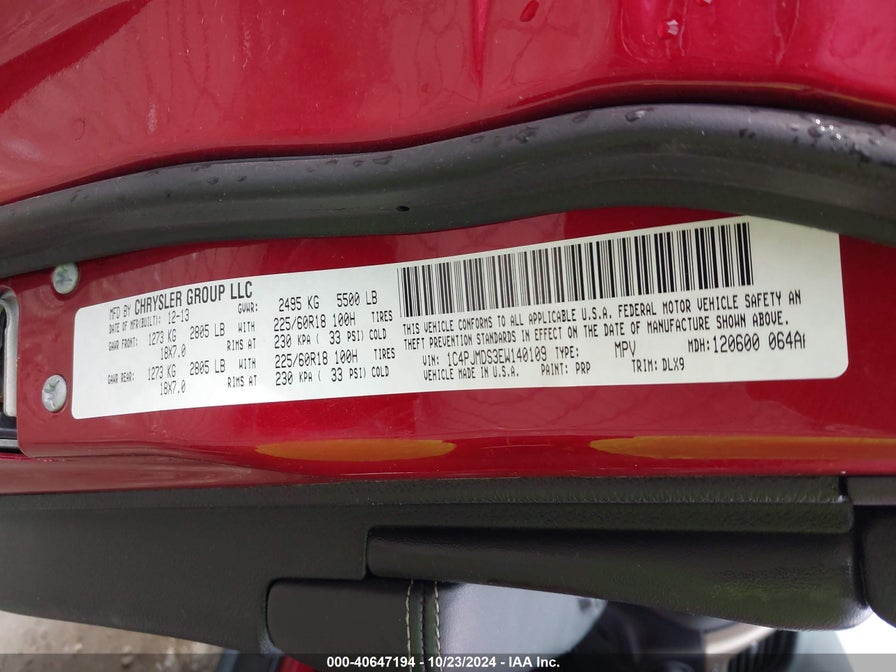 MFD BY CHRYSLER GROUP LLC
DATE OF MFR(BUILT): 12-13 GVWR: 2495 KG 5500 LB
GAWR FRONT: 1273 KG 2805 LB WITH 225/60R18 100H TIRES
18X7.0 RIMS AT 230 KPA ( 33 PSI) COLD
GAWR REAR: 1273 KG 2805 LB WITH 225/60R18 100H TIRES
18X7.0 RIMS AT 230 KPA ( 33 PSI) COLD
THIS VEHICLE CONFORMS TO ALL APPLICABLE U.S.A. FEDERAL MOTOR VEHICLE SAFETY AN
THEFT PREVENTION STANDARDS IN EFFECT ON THE DATE OF MANUFACTURE SHOWN ABOVE.
VIN: 1C4PJMDS3EW140109 TYPE: MPV MDH: 120600 064A
VEHICLE MADE IN U.S.A. PAINT: PRP TRIM: DLX9
000-40647194 - 10/23/2024 - IAA Inc.